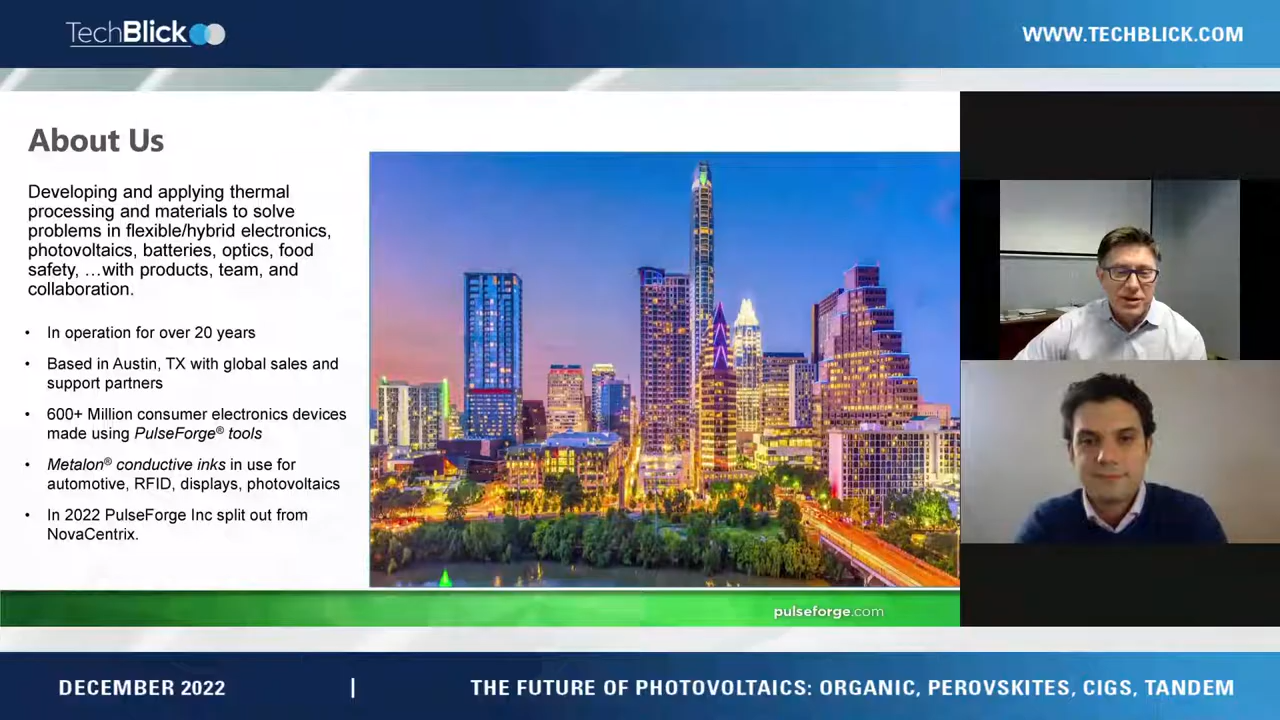 TechBlick
WWW.TECHBLICK.COM
About Us
Developing and applying thermal
processing and materials to solve
problems in flexible/hybrid electronics,
photovoltaics, batteries, optics, food
safety, …with products, team, and
collaboration.
• In operation for over 20 years
• Based in Austin, TX with global sales and
support partners
• 600+ Million consumer electronics devices
made using PulseForge® tools
• Metalon® conductive inks in use for
automotive, RFID, displays, photovoltaics
• In 2022 PulseForge Inc split out from
NovaCentrix.
pulseforge.com
DECEMBER 2022 | THE FUTURE OF PHOTOVOLTAICS: ORGANIC, PEROVSKITES, CIGS, TANDEM